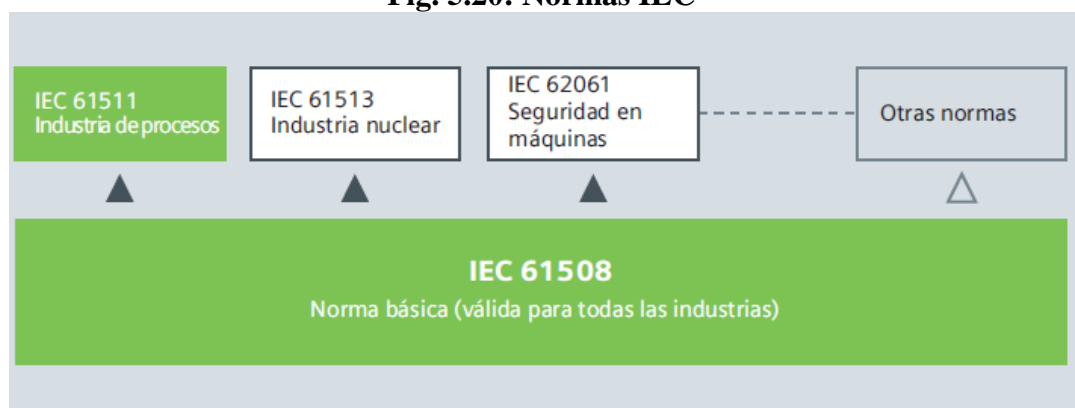 Fig. 3.20: Normas IEC
IEC 61511
Industria de procesos
IEC 61513
Industria nuclear
IEC 62061
Seguridad en
máquinas
Otras normas
IEC 61508
Norma básica (válida para todas las industrias)